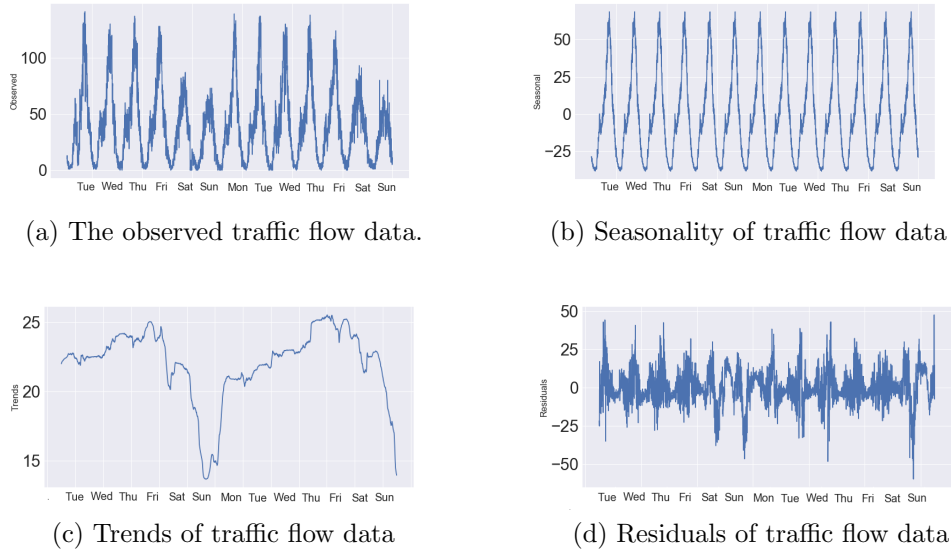 100
50
0
Observed
Tue Wed Thu Fri Sat Sun Mon Tue Wed Thu Fri Sat Sun
(a) The observed traffic flow data.
50
25
0
−25
Seasonal
Tue Wed Thu Fri Sat Sun Mon Tue Wed Thu Fri Sat Sun
(b) Seasonality of traffic flow data
25
20
15
Trends
Tue Wed Thu Fri Sat Sun Mon Tue Wed Thu Fri Sat Sun
(c) Trends of traffic flow data
50
25
0
−25
−50
Residuals
Tue Wed Thu Fri Sat Sun Mon Tue Wed Thu Fri Sat Sun
(d) Residuals of traffic flow data